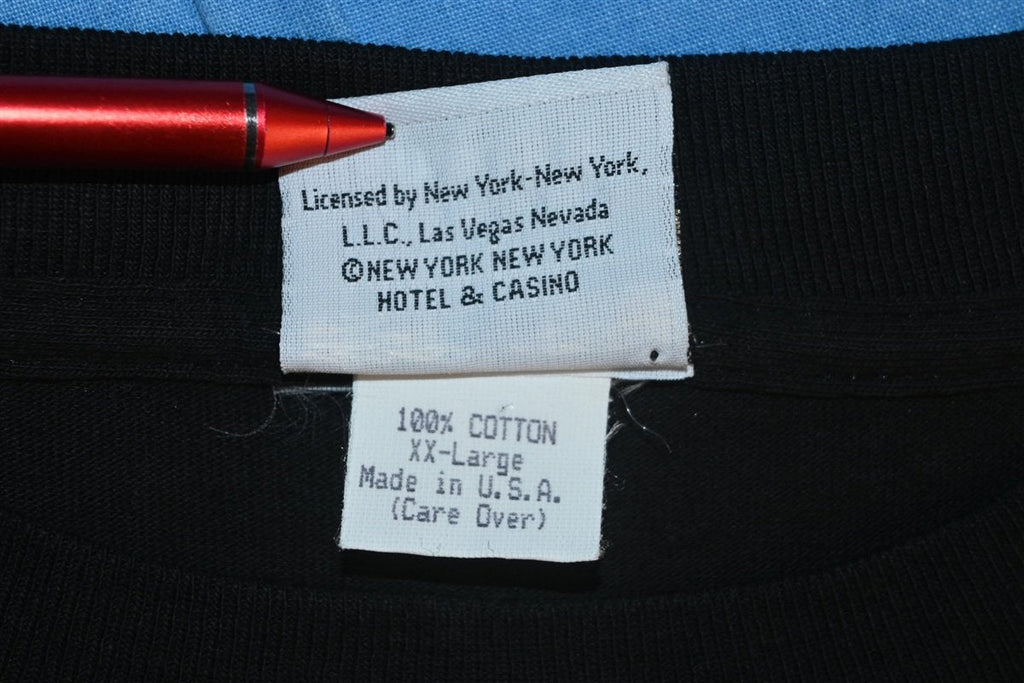 Licensed by New York-New York,
L.L.C., Las Vegas Nevada
©NEW YORK NEW YORK
HOTEL & CASINO
100% COTTON
XX-Large
Made in U.S.A.
(Care Over)